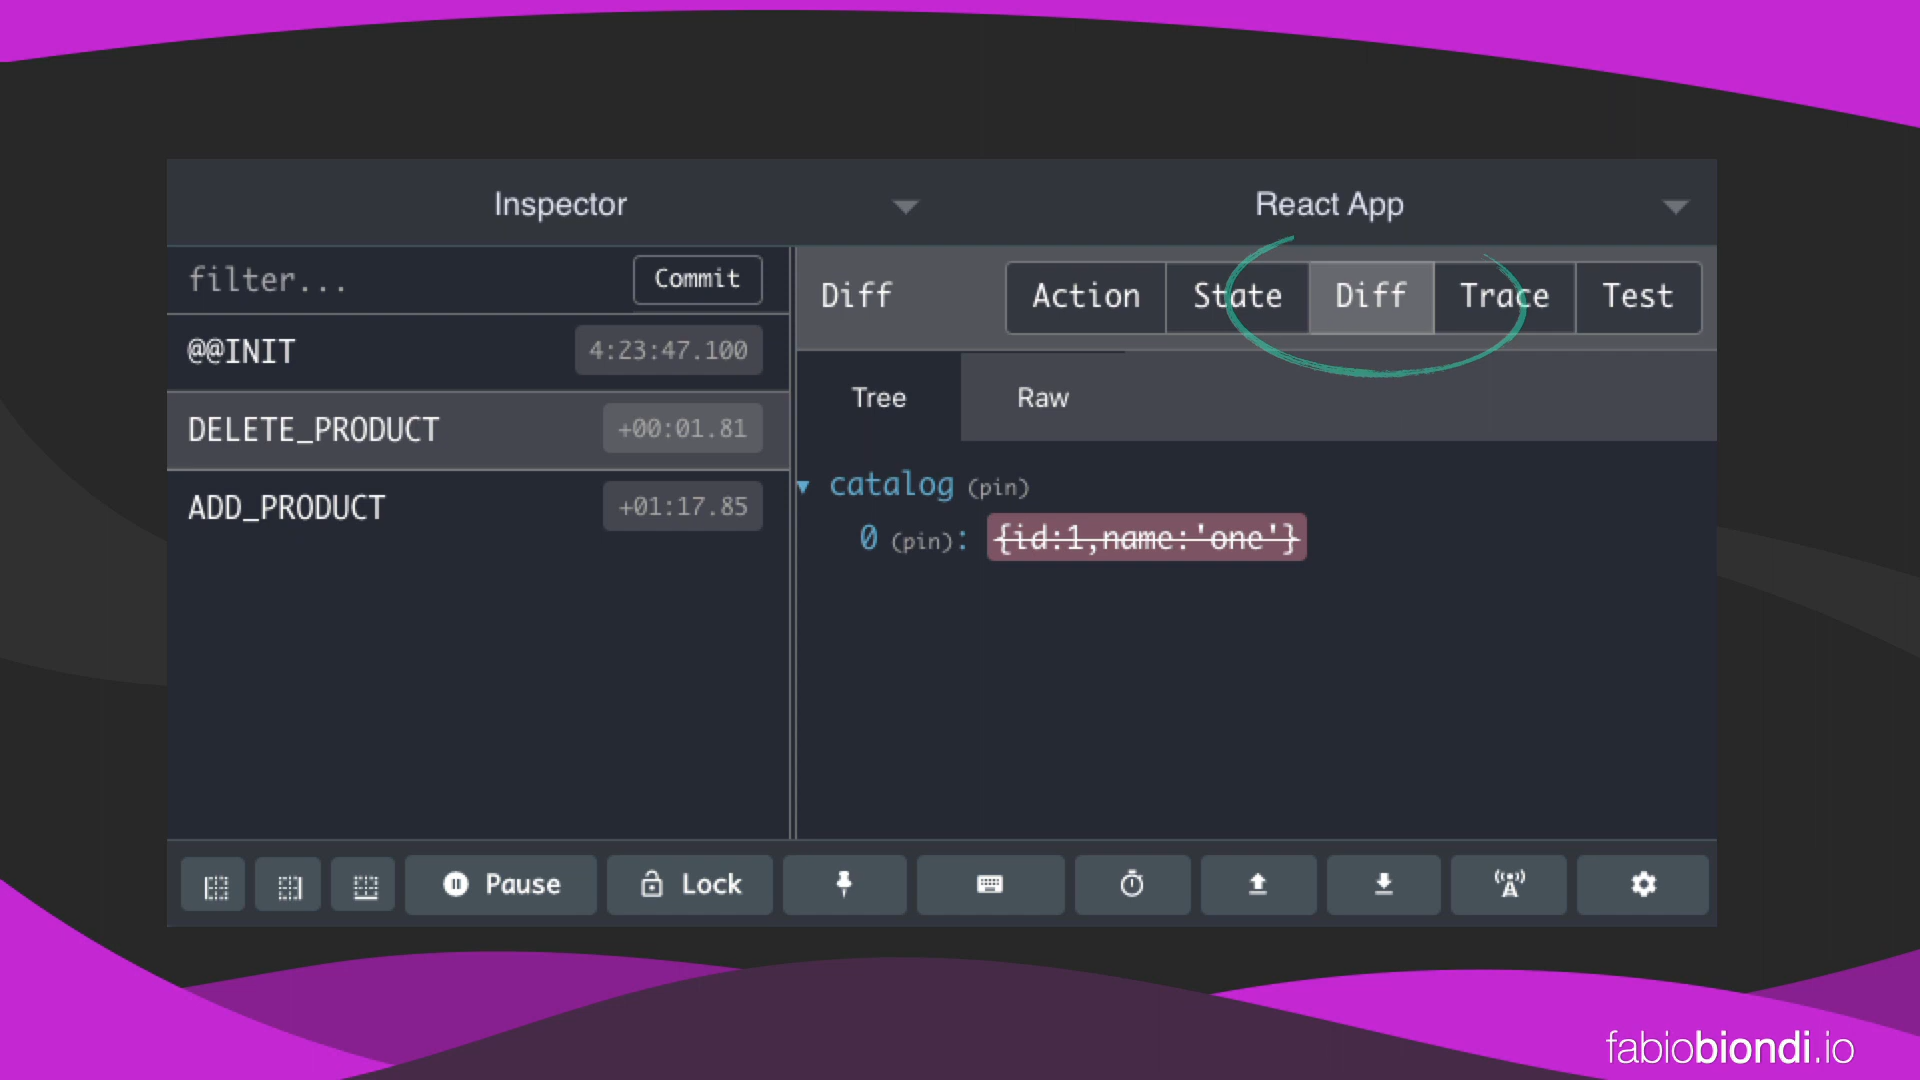 Inspector
React App
filter...
Commit
@@INIT
4:23:47.100
DELETE_PRODUCT
+00:01.81
ADD_PRODUCT
+01:17.85
Diff
Action
State
Diff
Trace
Test
Tree
Raw
catalog (pin)
0 (pin): {id:1,name:'one'}
Pause
Lock
fabiobiondi.io